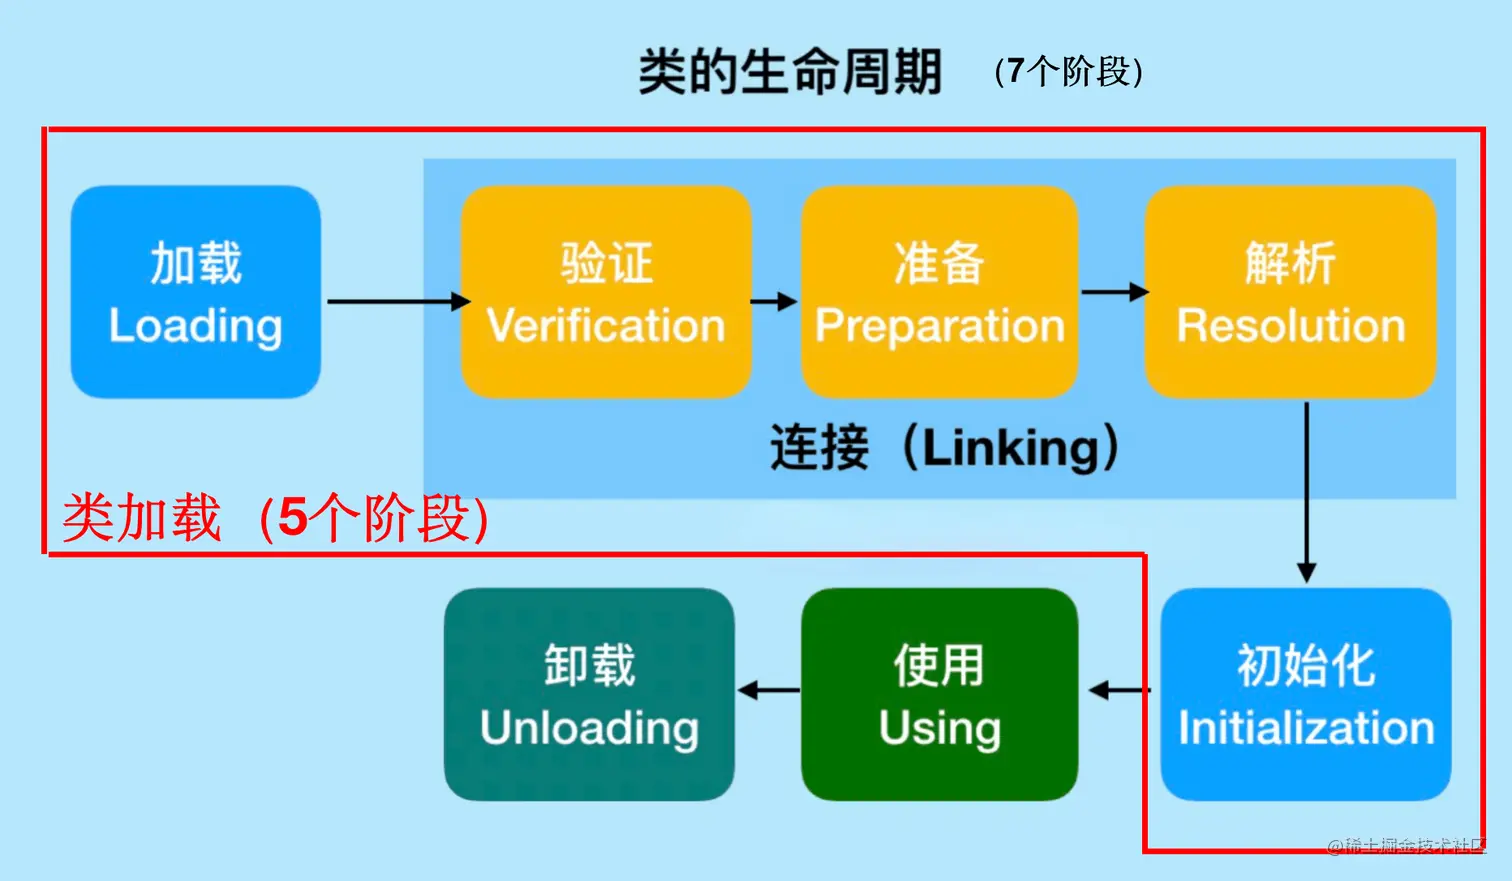 类的生命周期 (7个阶段)
加载
Loading
验证
Verification
准备
Preparation
解析
Resolution
连接（Linking）
类加载 (5个阶段)
卸载
Unloading
使用
Using
初始化
Initialization
@稀土掘金技术社区